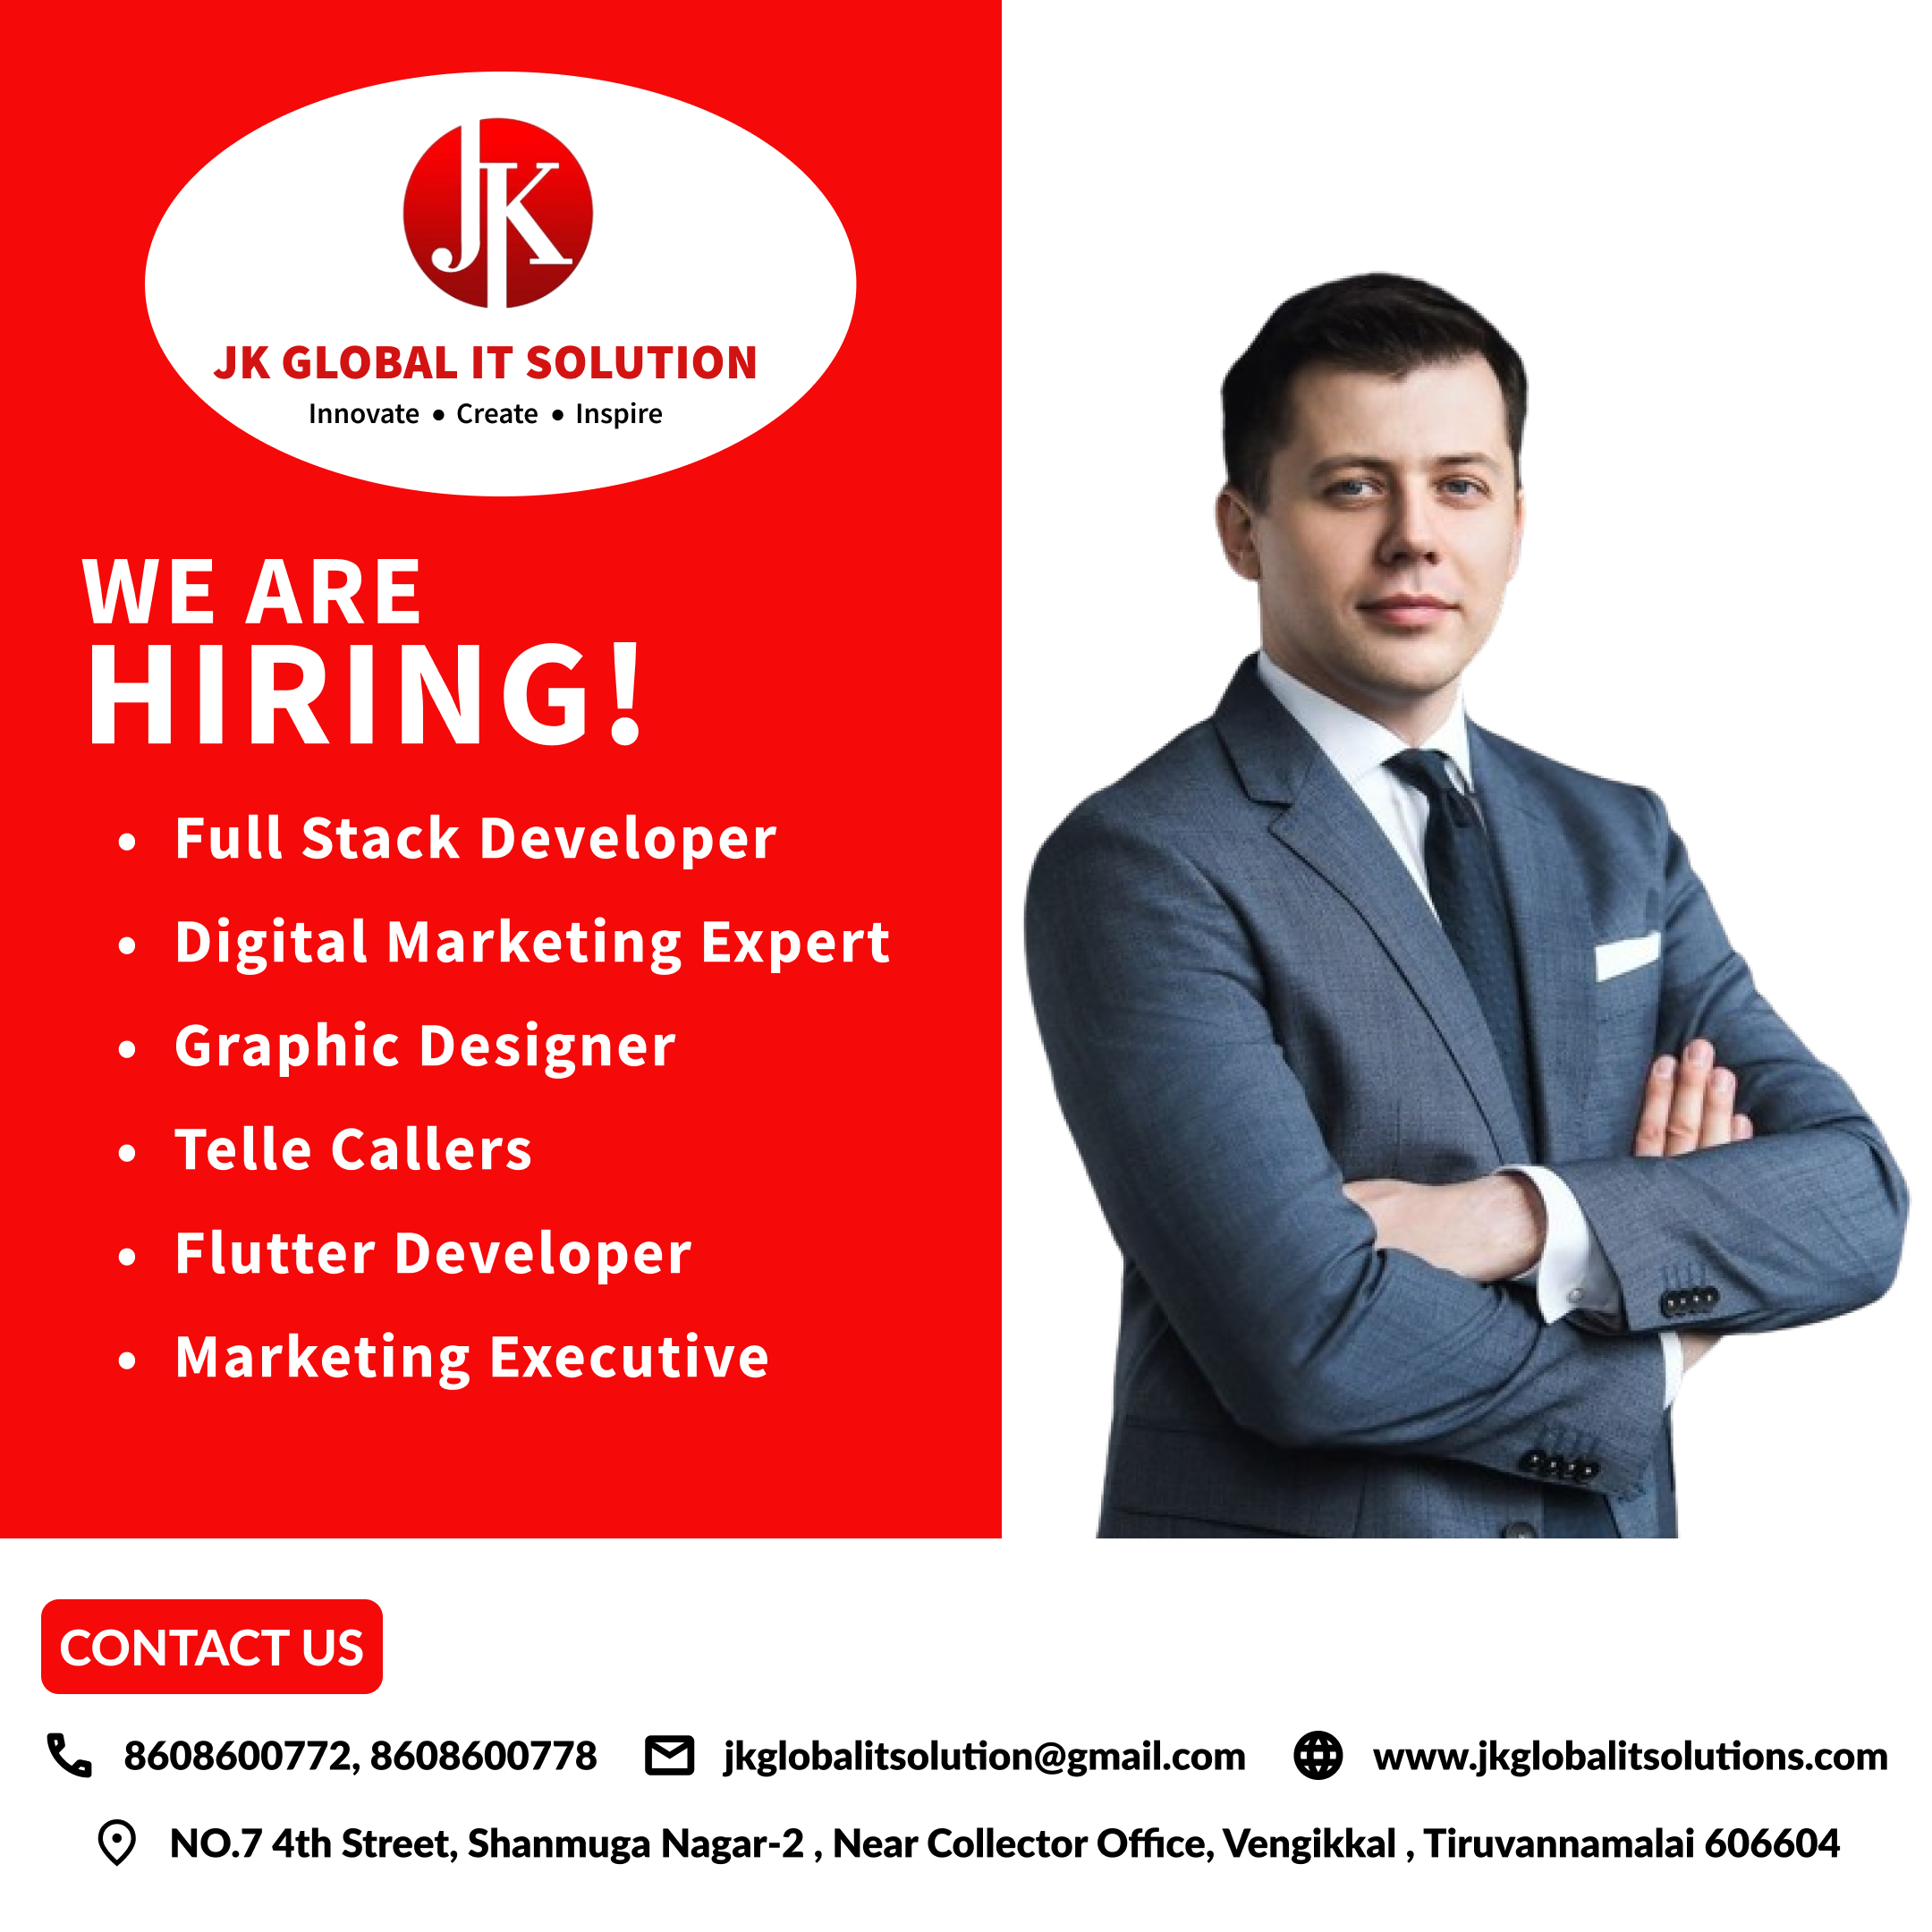 JK
JK GLOBAL IT SOLUTION
Innovate • Create • Inspire
WE ARE
HIRING!
• Full Stack Developer
• Digital Marketing Expert
• Graphic Designer
• Telle Callers
• Flutter Developer
• Marketing Executive
CONTACT US
8608600772, 8608600778 jkglobalitsolution@gmail.com www.jkglobalitsolutions.com
NO.7 4th Street, Shanmuga Nagar-2 , Near Collector Office, Vengikkal , Tiruvannamalai 606604